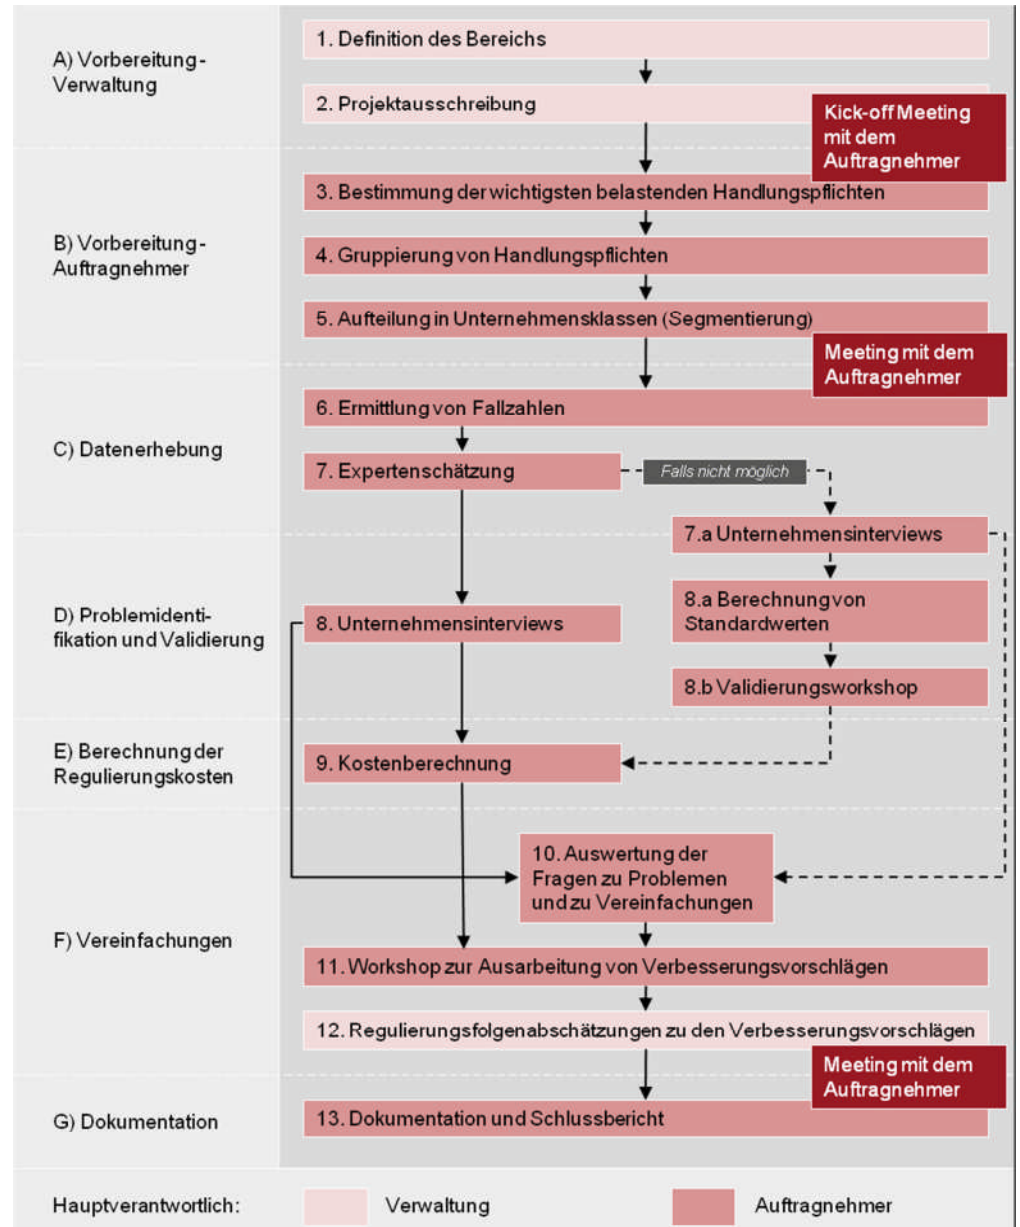 A) Vorbereitung-
Verwaltung
1. Definition des Bereichs
2. Projektausschreibung
Kick-off Meeting
mit dem
Auftragnehmer
B) Vorbereitung-
Auftragnehmer
3. Bestimmung der wichtigsten belastenden Handlungspflichten
4. Gruppierung von Handlungspflichten
5. Aufteilung in Unternehmensklassen (Segmentierung)
Meeting mit dem
Auftragnehmer
C) Datenerhebung
6. Ermittlung von Fallzahlen
7. Expertenschätzung
Falls nicht möglich
7.a Unternehmensinterviews
D) Problemidenti-
fikation und Validierung
8. Unternehmensinterviews
8.a Berechnung von
Standardwerten
8.b Validierungsworkshop
E) Berechnung der
Regulierungskosten
9. Kostenberechnung
F) Vereinfachungen
10. Auswertung der
Fragen zu Problemen
und zu Vereinfachungen
11. Workshop zur Ausarbeitung von Verbesserungsvorschlägen
12. Regulierungsfolgenabschätzungen zu den Verbesserungsvorschlägen
Meeting mit dem
Auftragnehmer
G) Dokumentation
13. Dokumentation und Schlussbericht
Hauptverantwortlich:
Verwaltung
Auftragnehmer